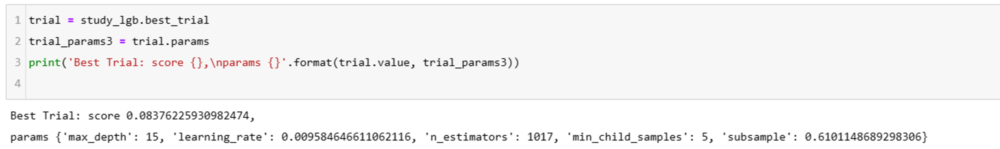 1 trial = study_lgb.best_trial
2 trial_params3 = trial.params
3 print('Best Trial: score {},\nparams {}'.format(trial.value, trial_params3))
4
Best Trial: score 0.08376225930982474,
params {'max_depth': 15, 'learning_rate': 0.009584646611062116, 'n_estimators': 1017, 'min_child_samples': 5, 'subsample': 0.6101148689298306}